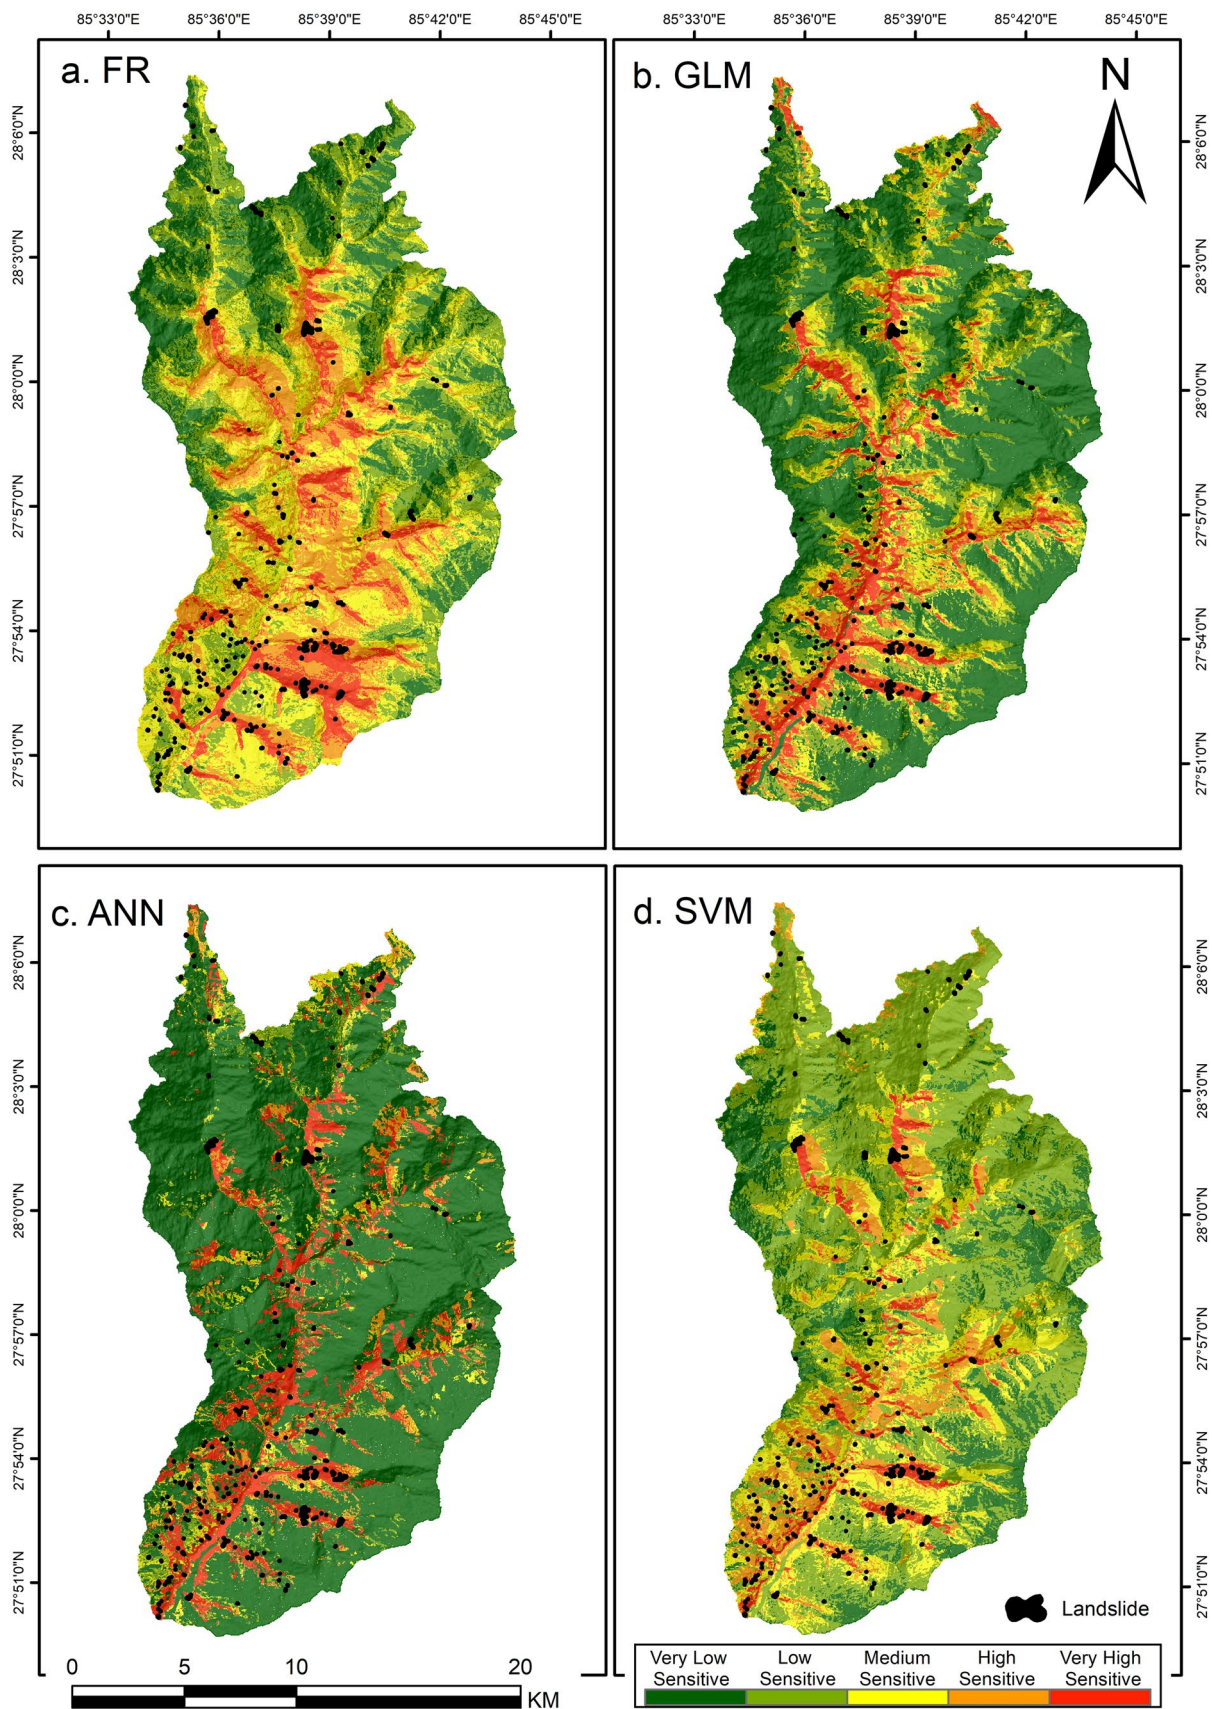 85°33'0"E 85°36'0"E 85°39'0"E 85°42'0"E 85°45'0"E
85°33'0"E 85°36'0"E 85°39'0"E 85°42'0"E 85°45'0"E
a. FR
b. GLM
N
28°6'0"N
28°3'0"N
28°0'0"N
27°57'0"N
27°54'0"N
27°51'0"N
28°6'0"N
28°3'0"N
28°0'0"N
27°57'0"N
27°54'0"N
27°51'0"N
c. ANN
d. SVM
28°6'0"N
28°3'0"N
28°0'0"N
27°57'0"N
27°54'0"N
27°51'0"N
28°6'0"N
28°3'0"N
28°0'0"N
27°57'0"N
27°54'0"N
27°51'0"N
Landslide
Very Low Low Medium High Very High
Sensitive Sensitive Sensitive Sensitive Sensitive
0 5 10 20
KM